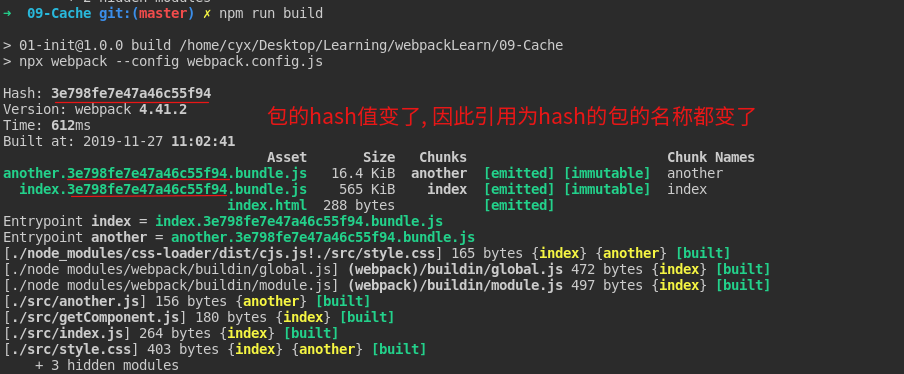 + 2 hidden modules
➜  09-Cache git:(master) ✗ npm run build
> 01-init@1.0.0 build /home/cyx/Desktop/Learning/webpackLearn/09-Cache
> npx webpack --config webpack.config.js
Hash: 3e798fe7e47a46c55f94
Version: webpack 4.41.2
包的hash值变了, 因此引用为hash的包的名称都变了
Time: 612ms
Built at: 2019-11-27 11:02:41
Asset Size Chunks Chunk Names
another.3e798fe7e47a46c55f94.bundle.js 16.4 KiB another [emitted] [immutable] another
index.3e798fe7e47a46c55f94.bundle.js 565 KiB index [emitted] [immutable] index
index.html 288 bytes [emitted]
Entrypoint index = index.3e798fe7e47a46c55f94.bundle.js
Entrypoint another = another.3e798fe7e47a46c55f94.bundle.js
[./node_modules/css-loader/dist/cjs.js!./src/style.css] 165 bytes {index} {another} [built]
[./node modules/webpack/buildin/global.js] (webpack)/buildin/global.js 472 bytes {index} [built]
[./node modules/webpack/buildin/module.js] (webpack)/buildin/module.js 497 bytes {index} [built]
[./src/another.js] 156 bytes {another} [built]
[./src/getComponent.js] 180 bytes {index} [built]
[./src/index.js] 264 bytes {index} [built]
[./src/style.css] 403 bytes {index} {another} [built]
+ 3 hidden modules